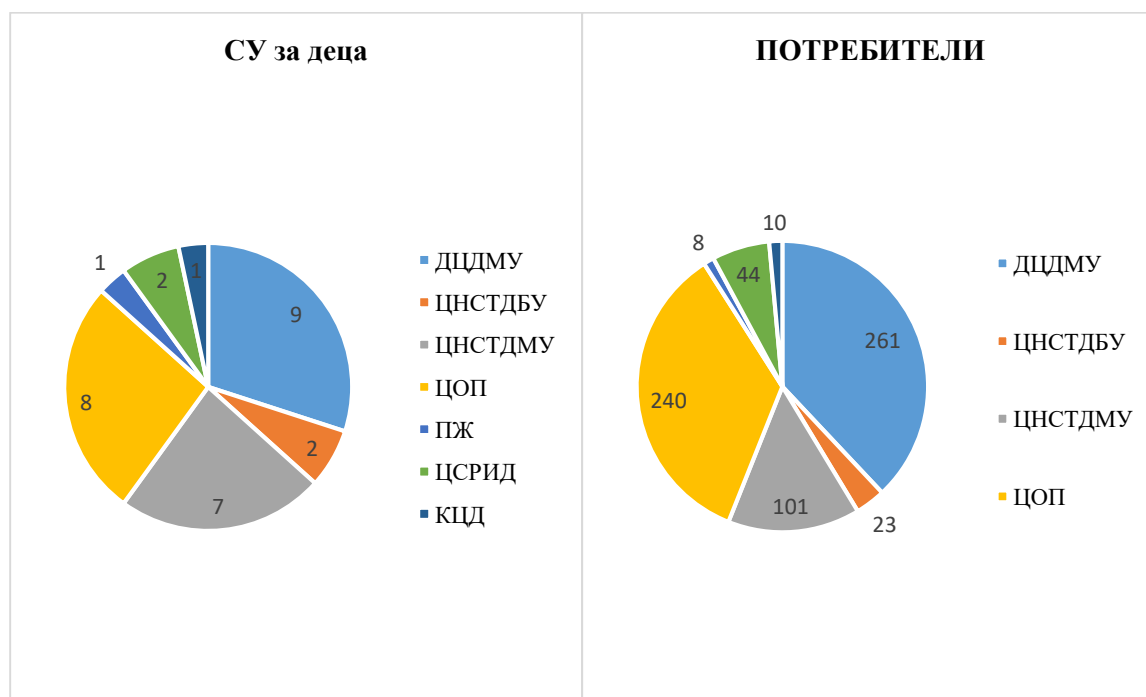 СУ за деца
1
2
1
9
8
2
7
ДЦДМУ
ЦНСТДБУ
ЦНСТДМУ
ЦОП
ПЖ
ЦСРИД
КЦД
ПОТРЕБИТЕЛИ
10
8
44
261
240
101
23
ДЦДМУ
ЦНСТДБУ
ЦНСТДМУ
ЦОП